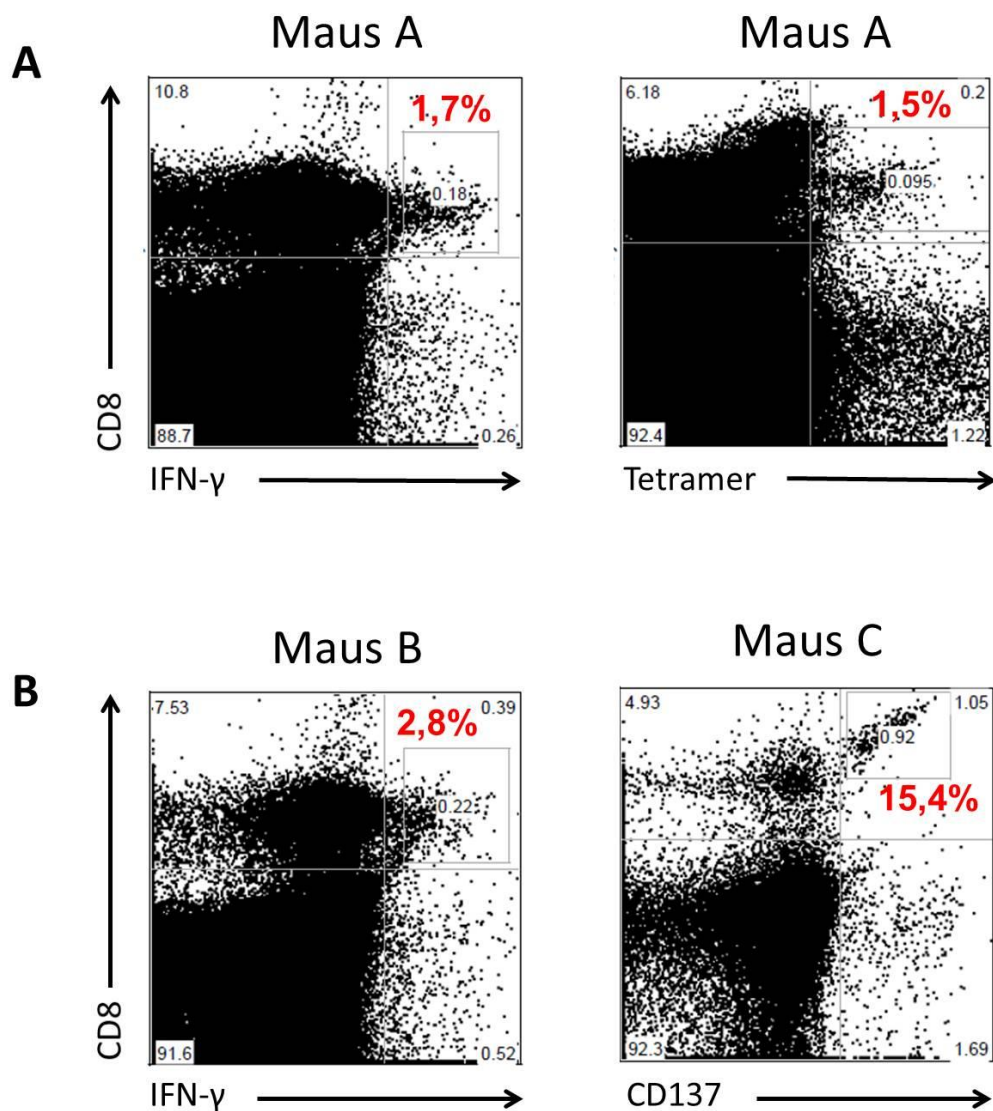 A
Maus A
Maus A
CD8
10.8
1,7%
0.18
88.7
0.26
IFN-γ
6.18
1,5%
0.2
0.095
92.4
1.22
Tetramer
B
Maus B
Maus C
CD8
7.53
2,8%
0.39
0.22
91.6
0.52
IFN-γ
4.93
1.05
0.92
15,4%
92.3
1.69
CD137